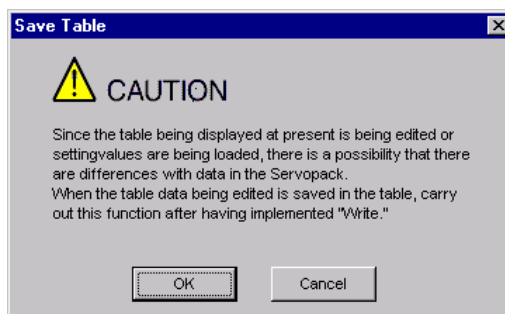 Save Table
CAUTION
Since the table being displayed at present is being edited or
settingvalues are being loaded, there is a possibility that there
are differences with data in the Servopack.
When the table data being edited is saved in the table, carry
out this function after having implemented "Write."
OK
Cancel